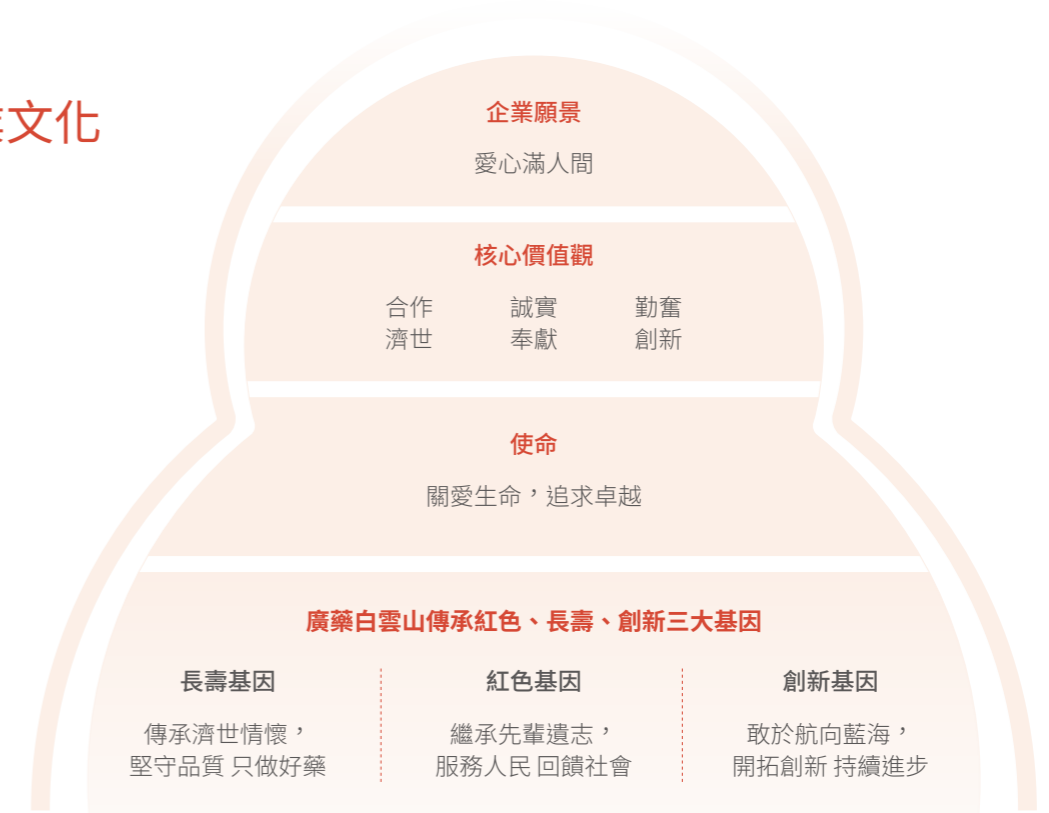 文化
企業願景
愛心滿人間
核心價值觀
合作 誠實 勤奮
濟世 奉獻 創新
使命
關愛生命，追求卓越
廣藥白雲山傳承紅色、長壽、創新三大基因
長壽基因 紅色基因 創新基因
傳承濟世情懷， 繼承先輩遺志， 敢於航向藍海，
堅守品質 只做好藥 服務人民 回饋社會 開拓創新 持續進步